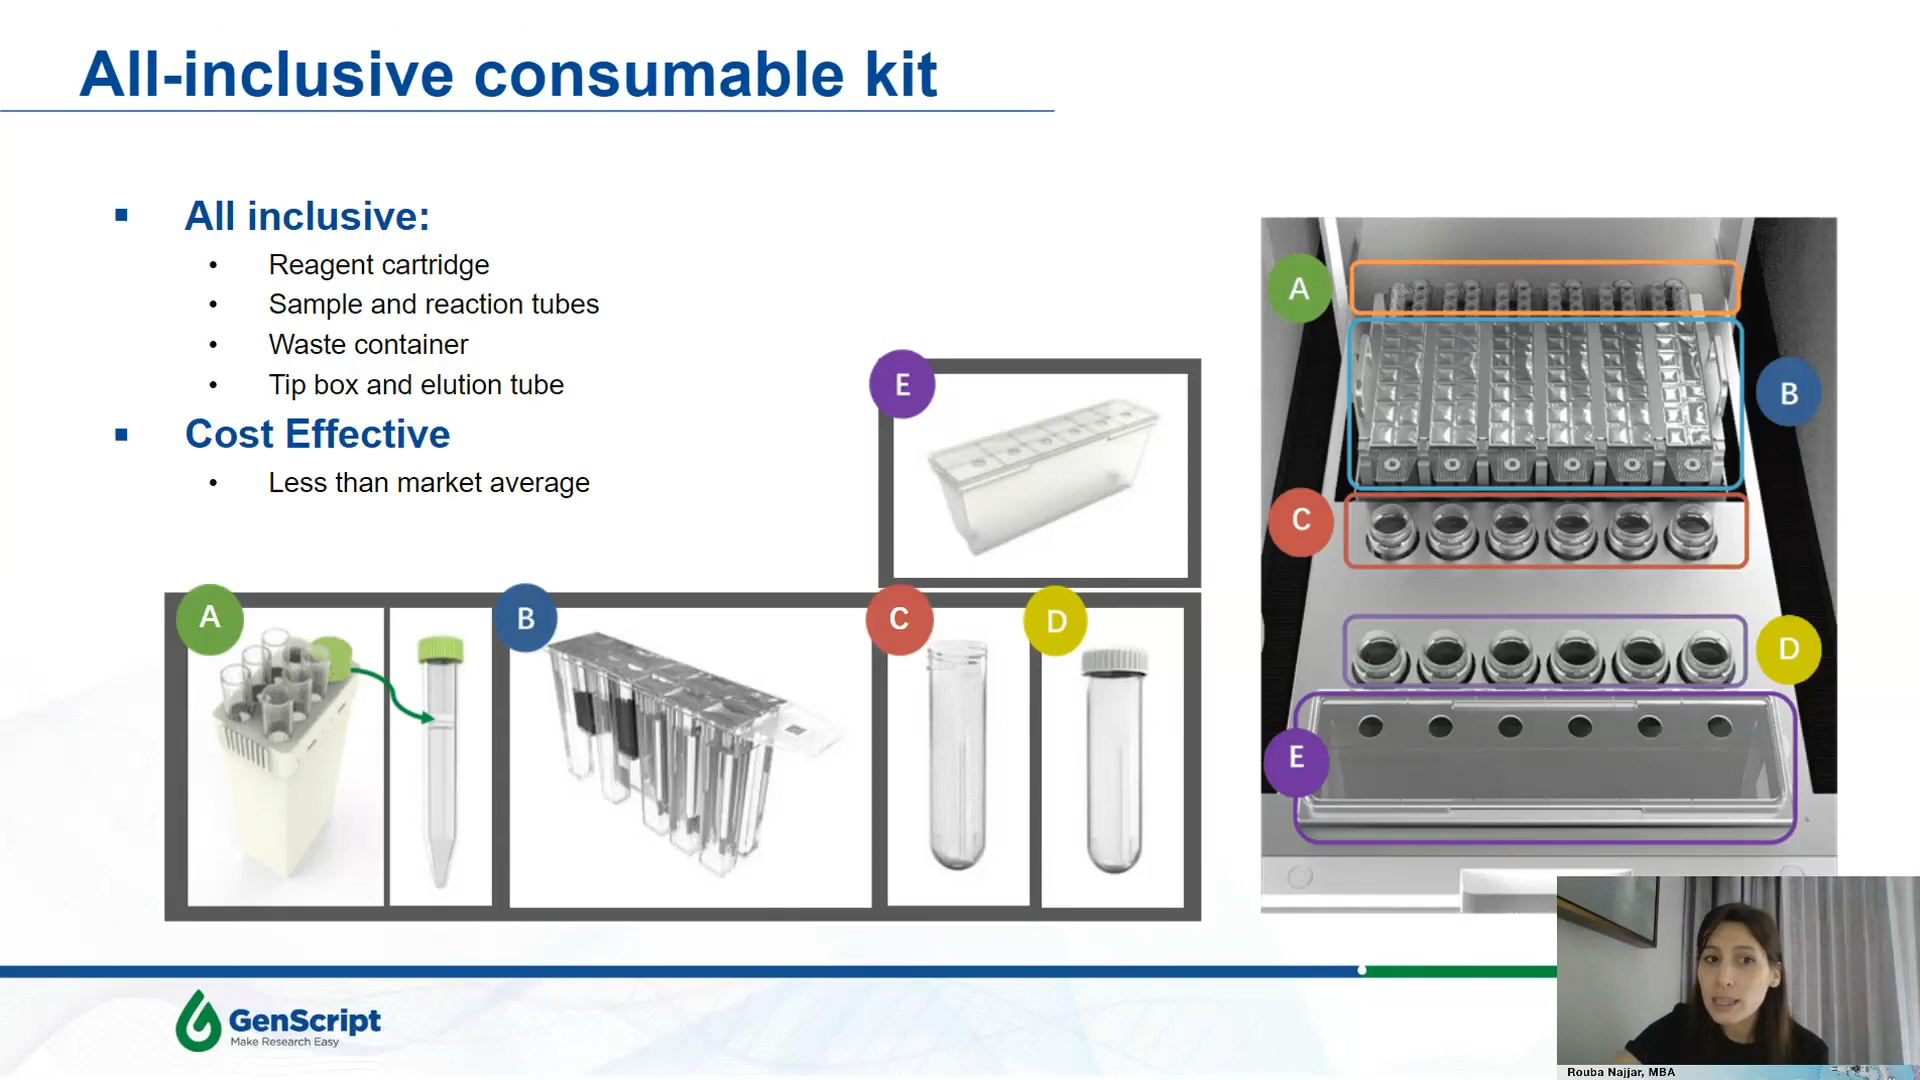 All-inclusive consumable kit
All inclusive:
Reagent cartridge
Sample and reaction tubes
Waste container
Tip box and elution tube
Cost Effective
Less than market average
E
A
B
C
D
A
B
C
D
E
GenScript
Make Research Easy
Rouba Najjar, MBA